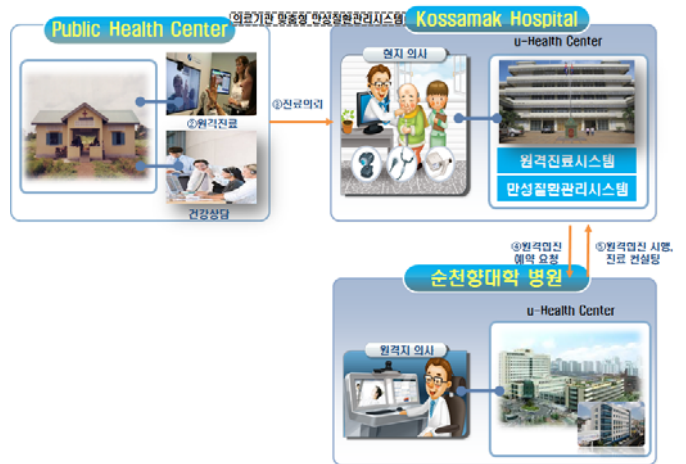 의료기관 맞춤형 만성질환관리시스템
Public Health Center
②원격진료
건강상담
①진료의뢰
Kossamak Hospital
u-Health Center
현지 의사
원격진료시스템
만성질환관리시스템
④원격협진
예약 요청
⑤원격협진 시행,
진료 컨설팅
순천향대학 병원
u-Health Center
원격지 의사